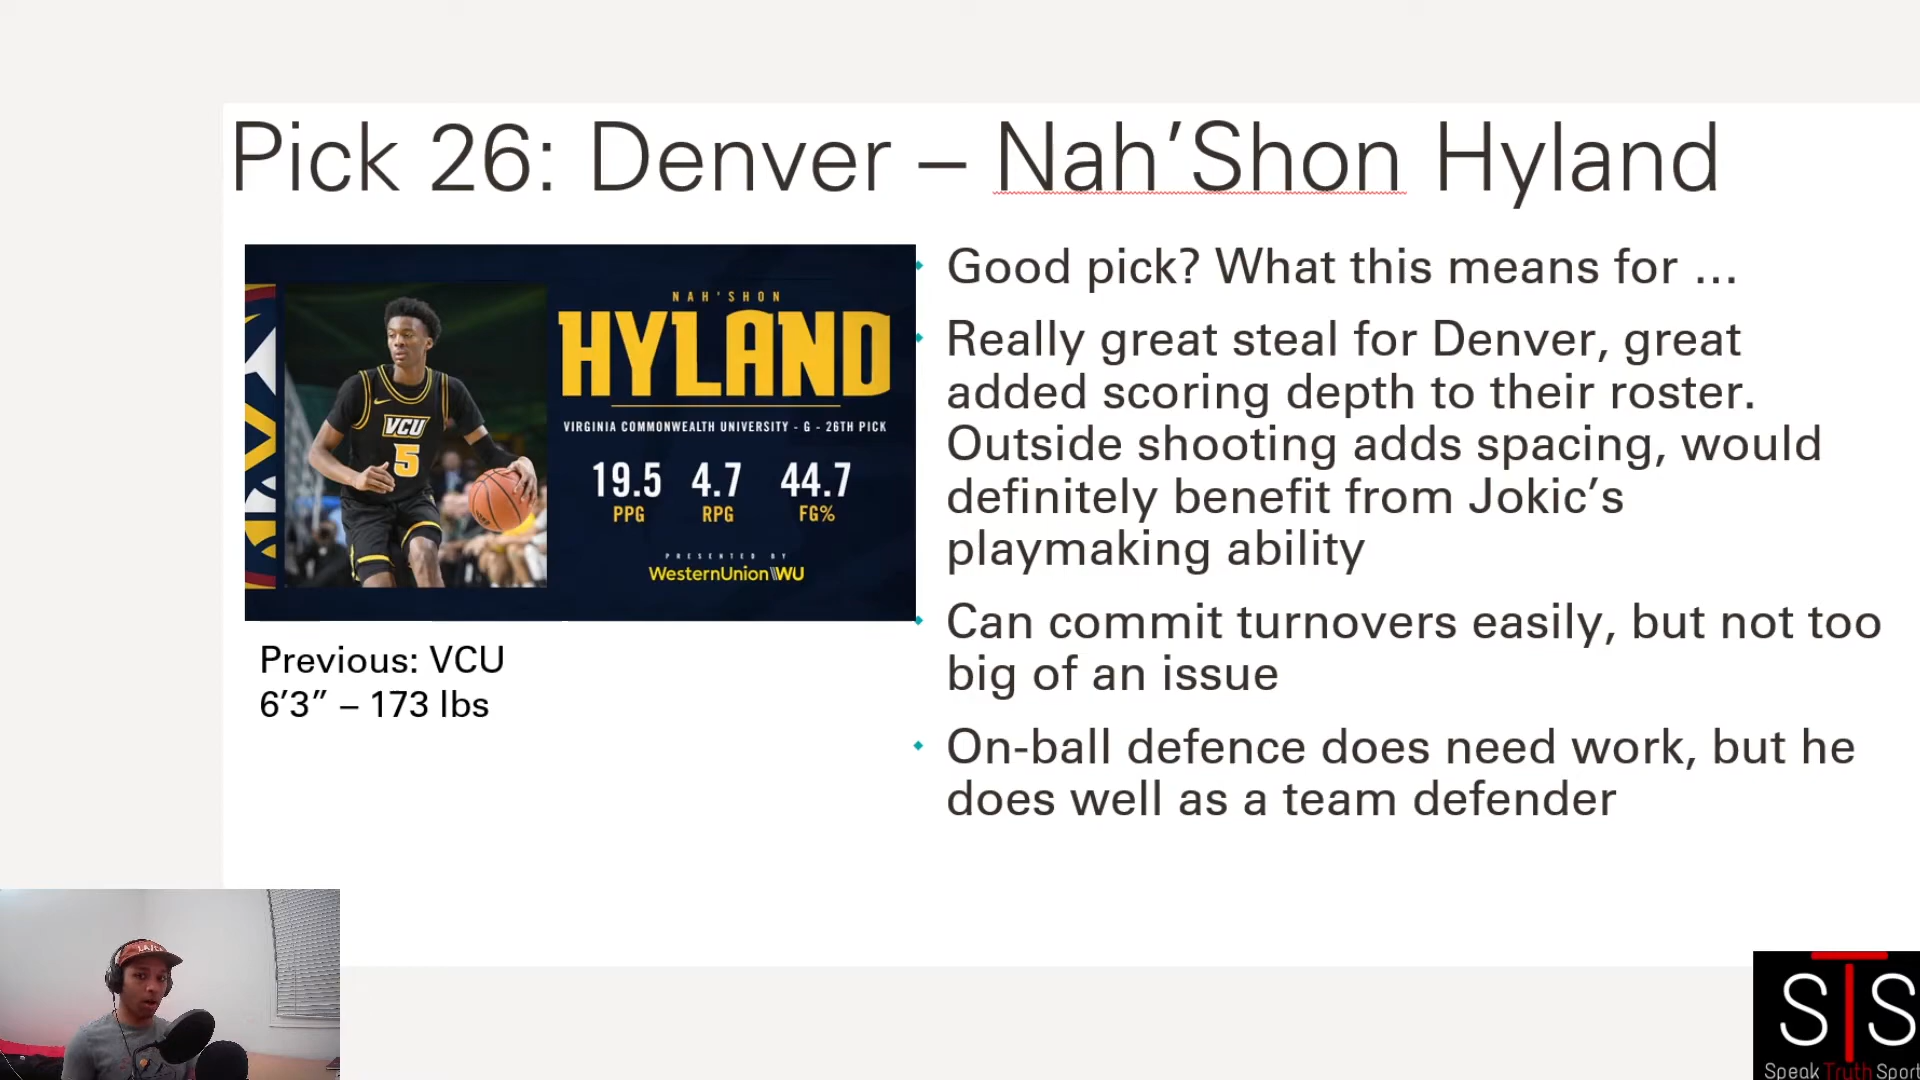 Pick 26: Denver – Nah’Shon Hyland
NAH'SHON
HYLAND
VIRGINIA COMMONWEALTH UNIVERSITY - G - 26TH PICK
19.5 4.7 44.7
PPG RPG FG%
PRESENTED BY
WesternUnion WU
VCU
5
Previous: VCU
6’3” – 173 lbs
Good pick? What this means for ...
Really great steal for Denver, great
added scoring depth to their roster.
Outside shooting adds spacing, would
definitely benefit from Jokic’s
playmaking ability
Can commit turnovers easily, but not too
big of an issue
On-ball defence does need work, but he
does well as a team defender
STS
Speak Truth Sport